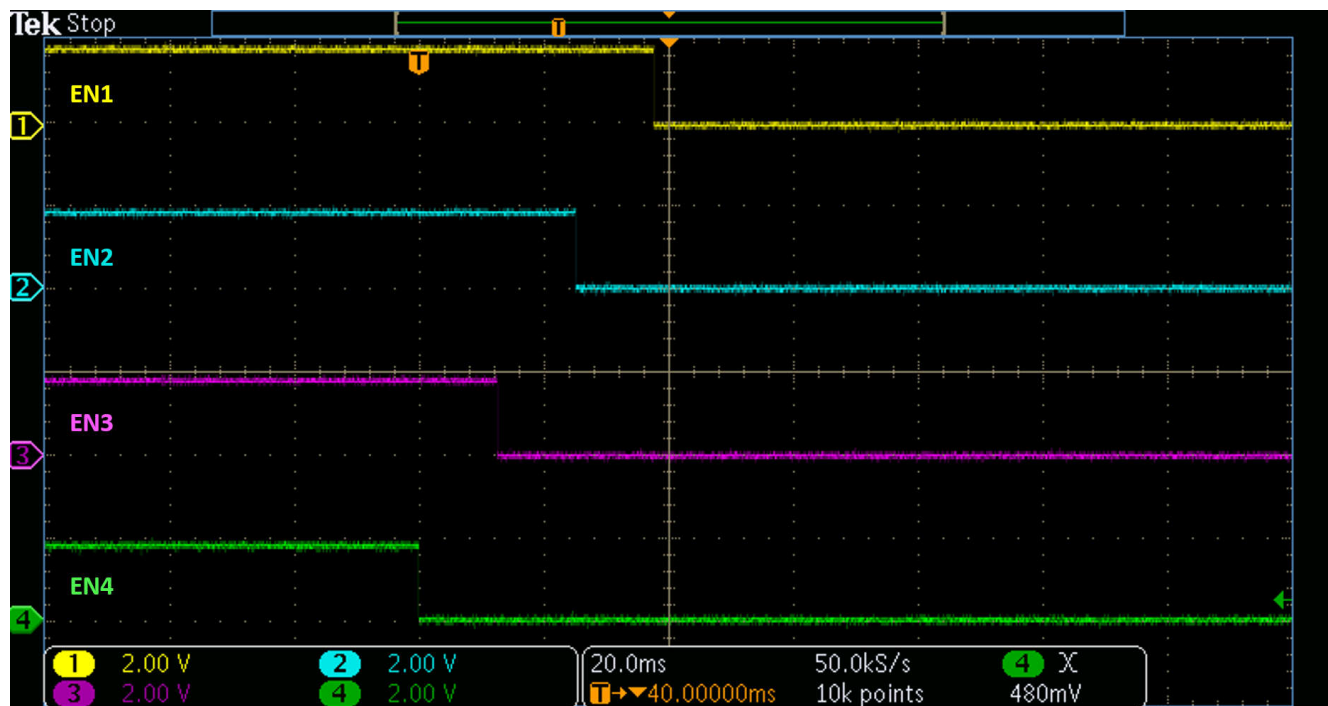 Tek Stop
T
T
EN1
1
EN2
2
EN3
3
EN4
4
1 2.00 V 2 2.00 V 20.0ms 50.0kS/s 4 X
3 2.00 V 4 2.00 V T→▼40.00000ms 10k points 480mV